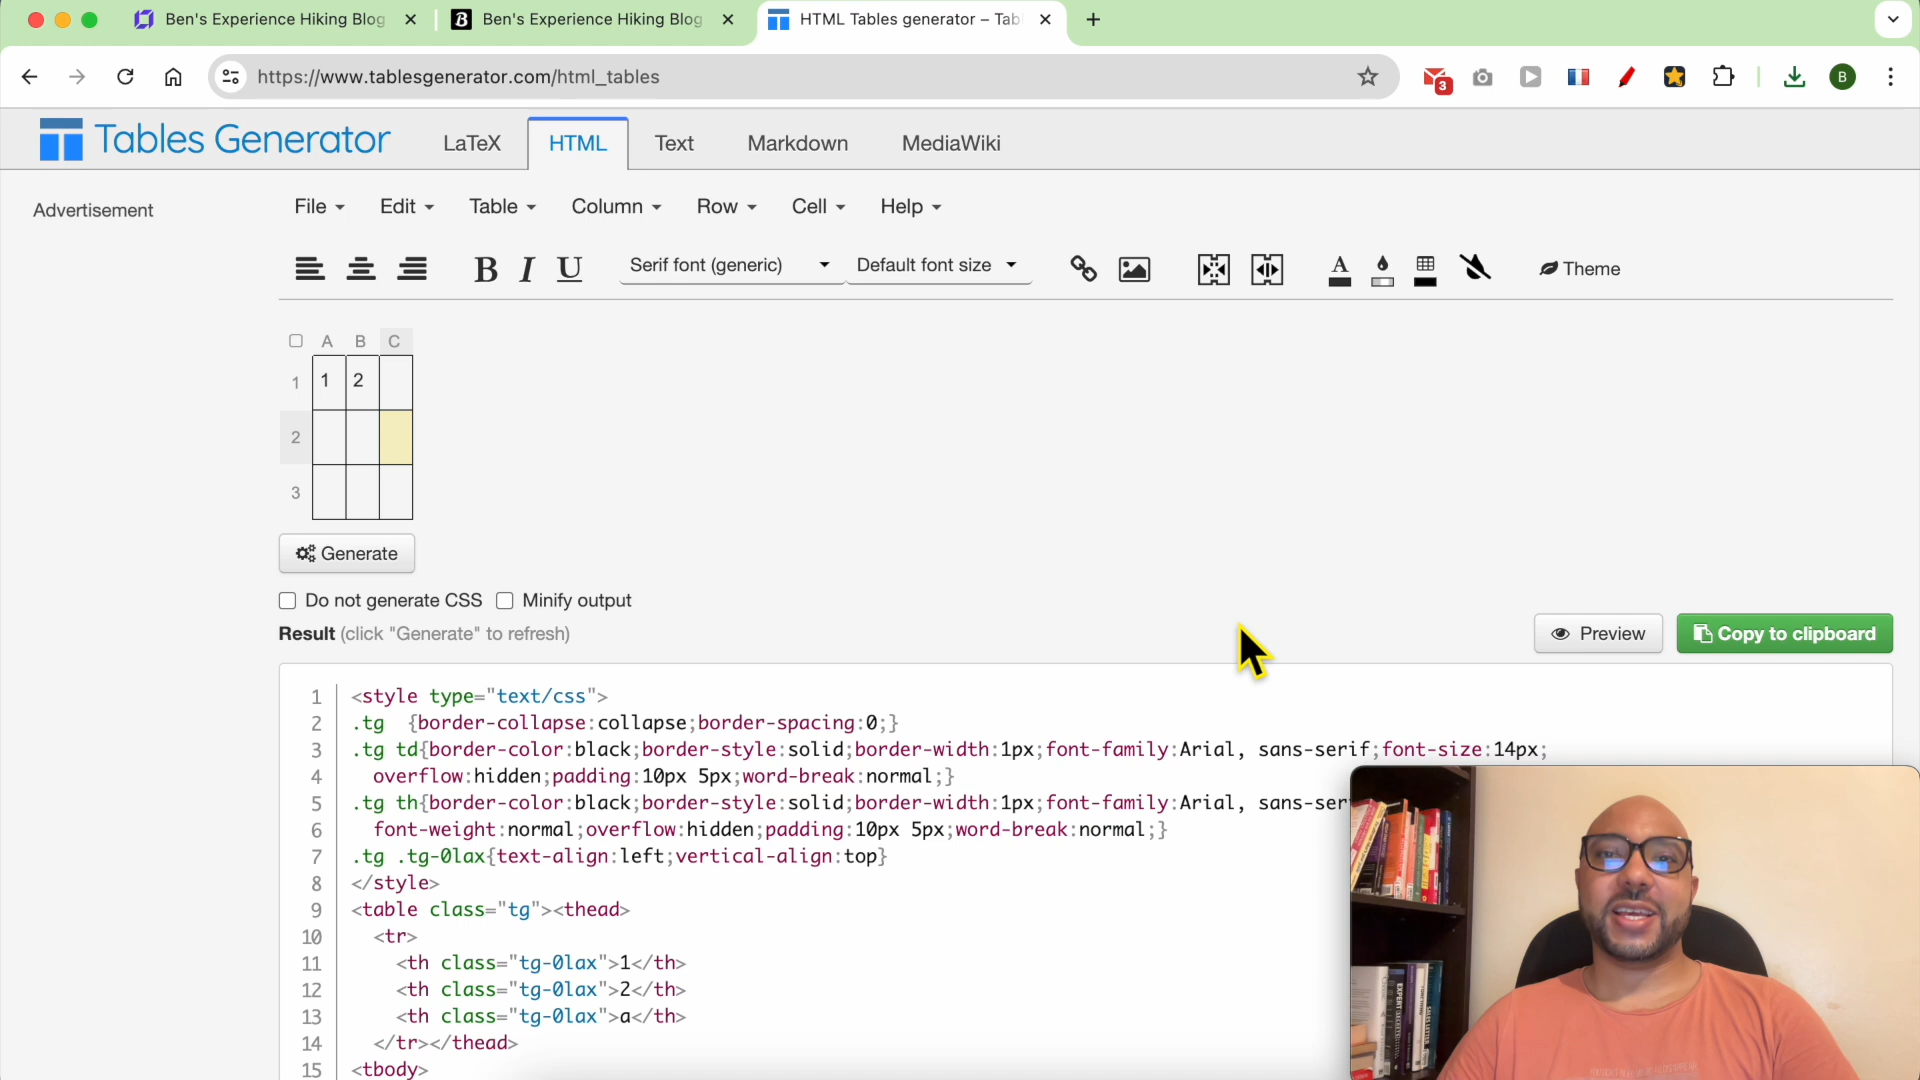 Ben's Experience Hiking Blog
Ben's Experience Hiking Blog
HTML Tables generator – Tab
https://www.tablesgenerator.com/html_tables
3
B
Tables Generator
LaTeX
HTML
Text
Markdown
MediaWiki
Advertisement
File
Edit
Table
Column
Row
Cell
Help
B I U
Serif font (generic)
Default font size
A
Theme
A B C
1 1 2
2
3
Generate
Do not generate CSS
Minify output
Result (click "Generate" to refresh)
Preview
Copy to clipboard
1 <style type="text/css">
2 .tg  {border-collapse:collapse;border-spacing:0;}
3 .tg td{border-color:black;border-style:solid;border-width:1px;font-family:Arial, sans-serif;font-size:14px;
4 overflow:hidden;padding:10px 5px;word-break:normal;}
5 .tg th{border-color:black;border-style:solid;border-width:1px;font-family:Arial, sans-ser
6 font-weight:normal;overflow:hidden;padding:10px 5px;word-break:normal;}
7 .tg .tg-0lax{text-align:left;vertical-align:top}
8 </style>
9 <table class="tg"><thead>
10 <tr>
11 <th class="tg-0lax">1</th>
12 <th class="tg-0lax">2</th>
13 <th class="tg-0lax">a</th>
14 </tr></thead>
15 <tbody>